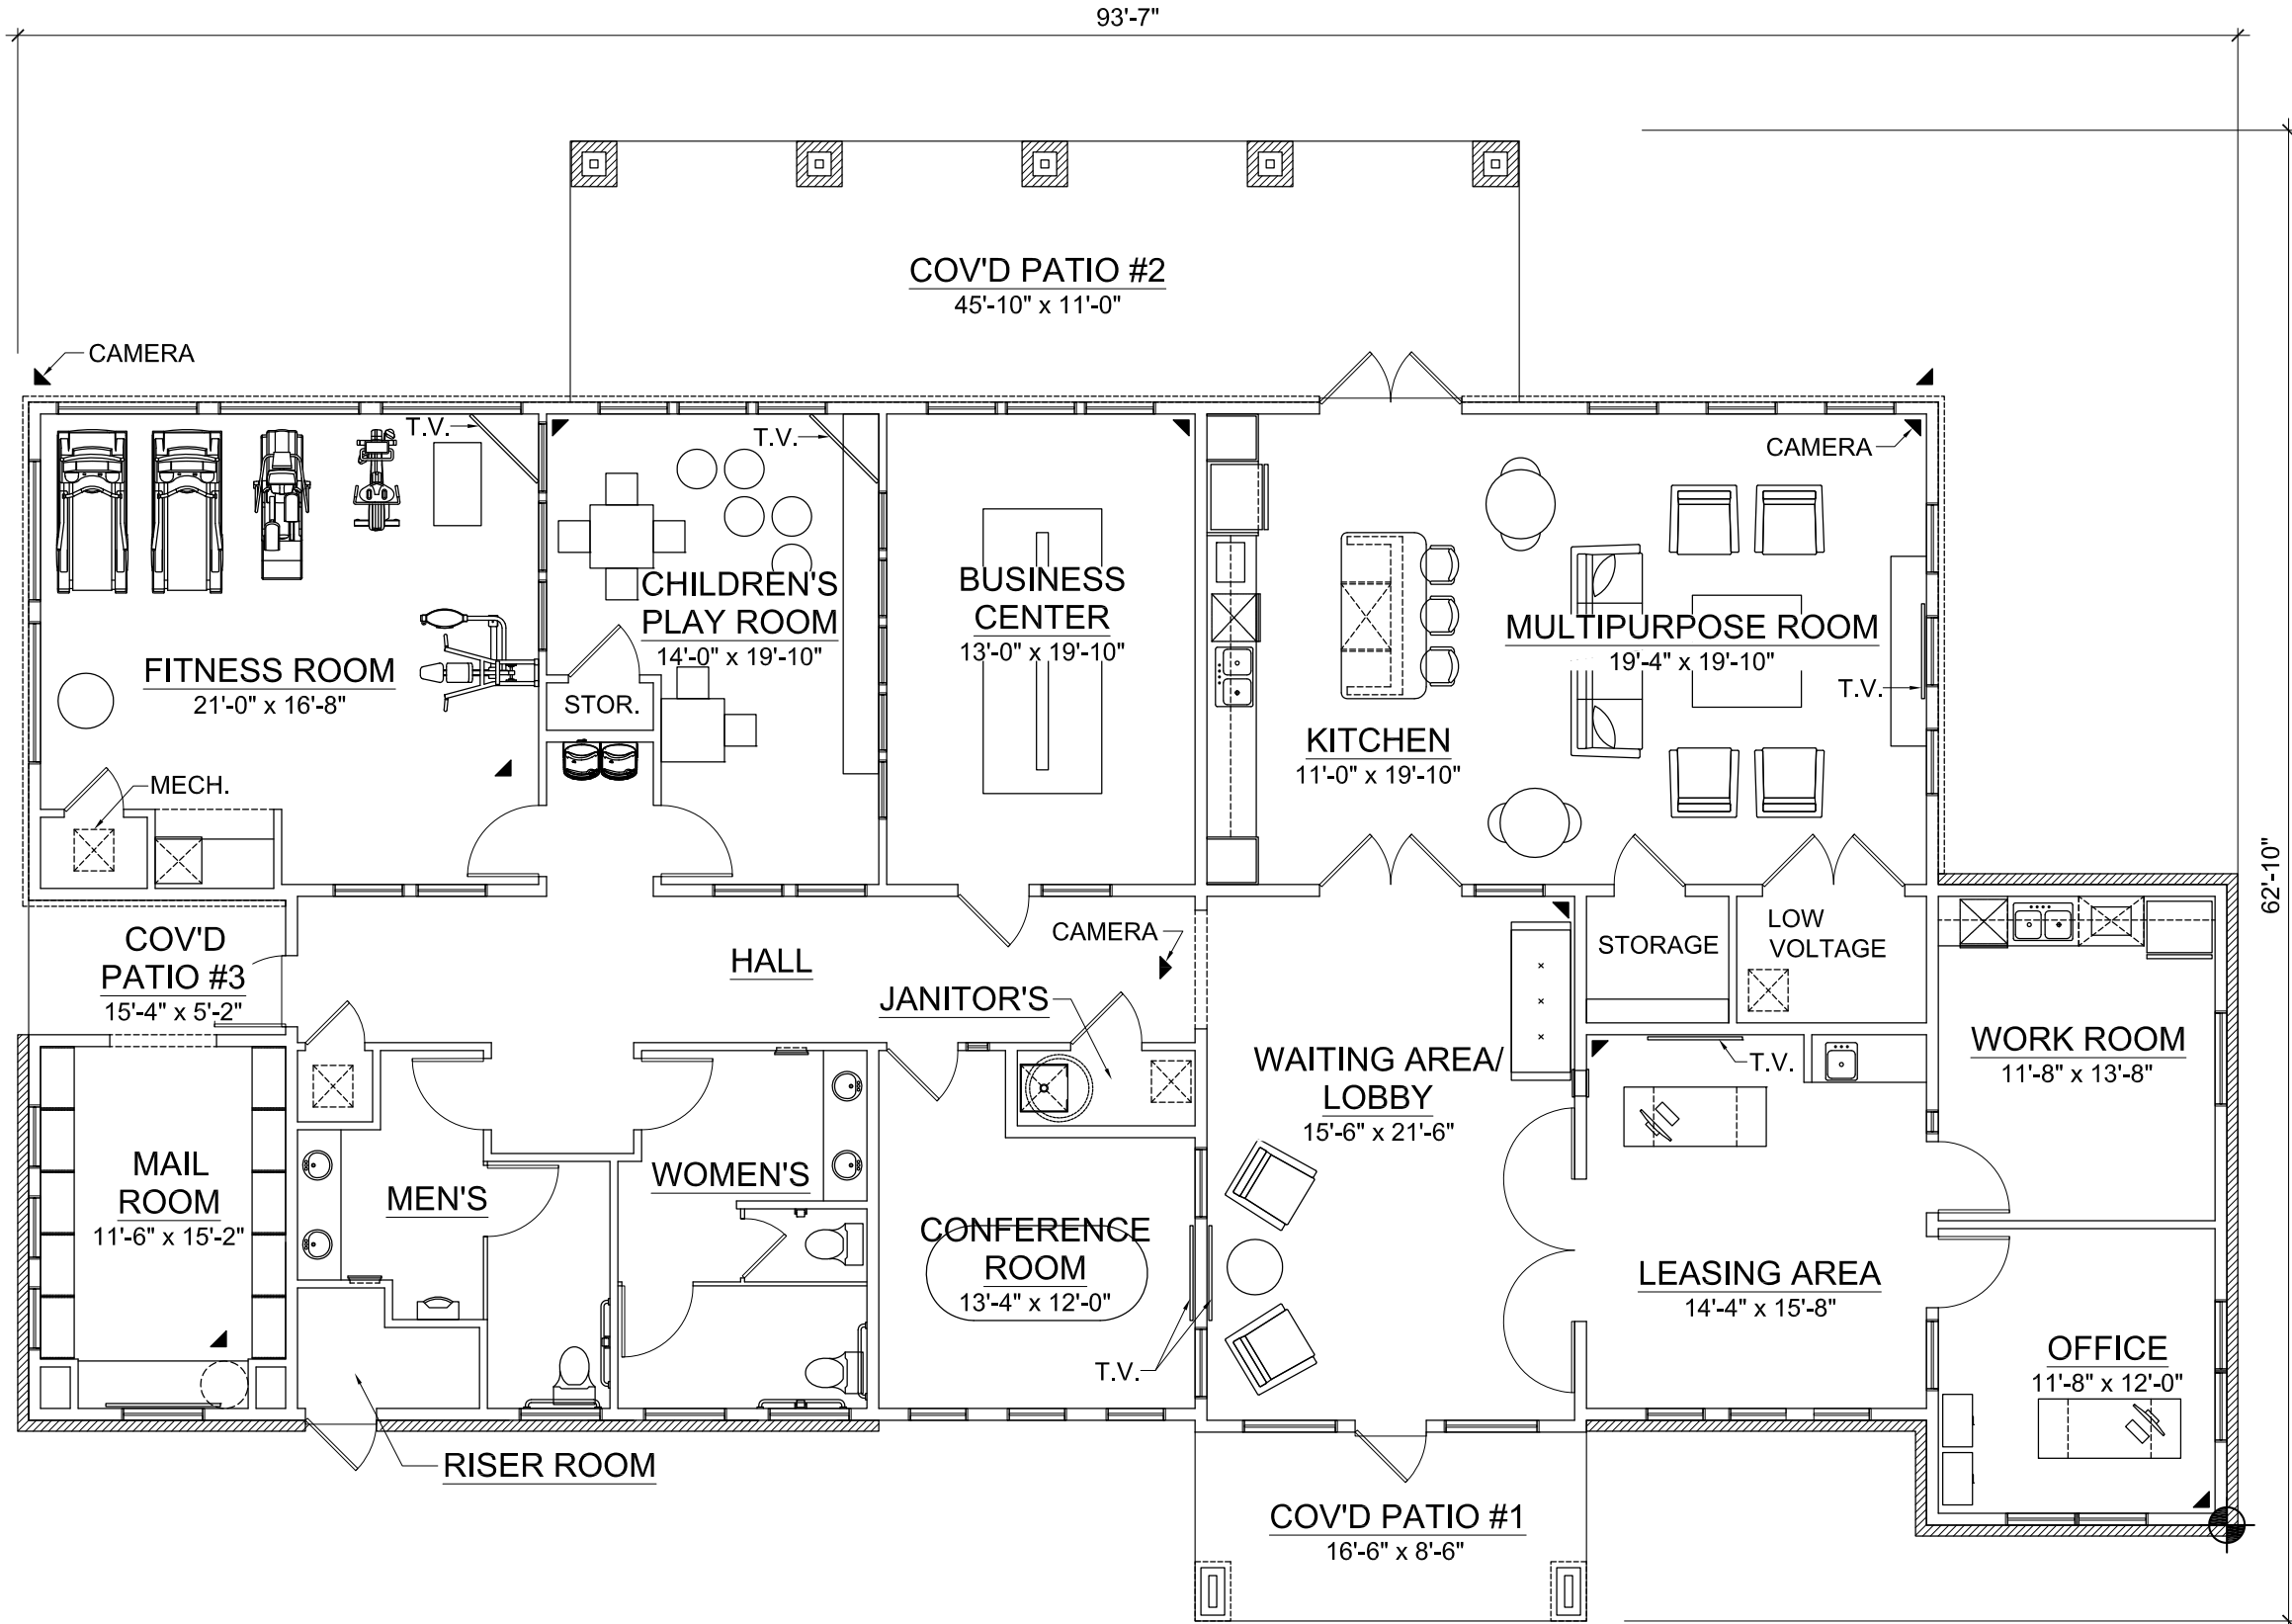 93'-7"
COV'D PATIO #2
45'-10" x 11'-0"
CAMERA
T.V.
T.V.
CAMERA
CHILDREN'S
PLAY ROOM
14'-0" x 19'-10"
BUSINESS
CENTER
13'-0" x 19'-10"
MULTIPURPOSE ROOM
19'-4" x 19'-10"
FITNESS ROOM
21'-0" x 16'-8"
STOR.
T.V.
KITCHEN
11'-0" x 19'-10"
MECH.
62'-10"
COV'D
PATIO #3
15'-4" x 5'-2"
HALL
CAMERA
STORAGE
LOW
VOLTAGE
JANITOR'S
WORK ROOM
11'-8" x 13'-8"
WAITING AREA/
LOBBY
15'-6" x 21'-6"
T.V.
MAIL
ROOM
11'-6" x 15'-2"
MEN'S
WOMEN'S
CONFERENCE
ROOM
13'-4" x 12'-0"
LEASING AREA
14'-4" x 15'-8"
OFFICE
11'-8" x 12'-0"
T.V.
RISER ROOM
COV'D PATIO #1
16'-6" x 8'-6"